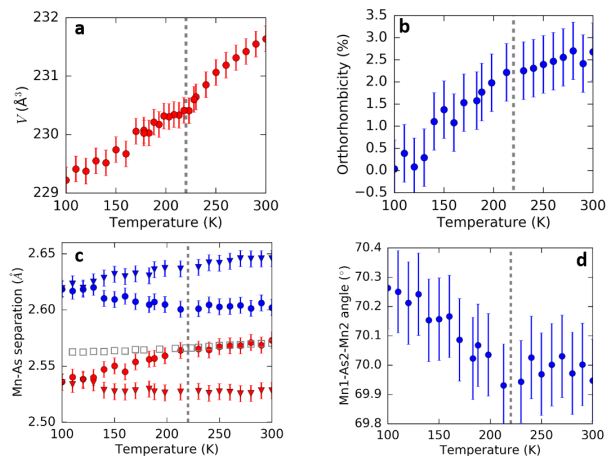 a
232
231
230
229
V (Å³)
100 150 200 250 300
Temperature (K)
b
3.5
3.0
2.5
2.0
1.5
1.0
0.5
0.0
−0.5
Orthorhombicity (%)
100 150 200 250 300
Temperature (K)
c
2.65
2.60
2.55
2.50
Mn-As separation (Å)
100 150 200 250 300
Temperature (K)
d
70.4
70.3
70.2
70.1
70.0
69.9
69.8
Mn1-As2-Mn2 angle (°)
100 150 200 250 300
Temperature (K)